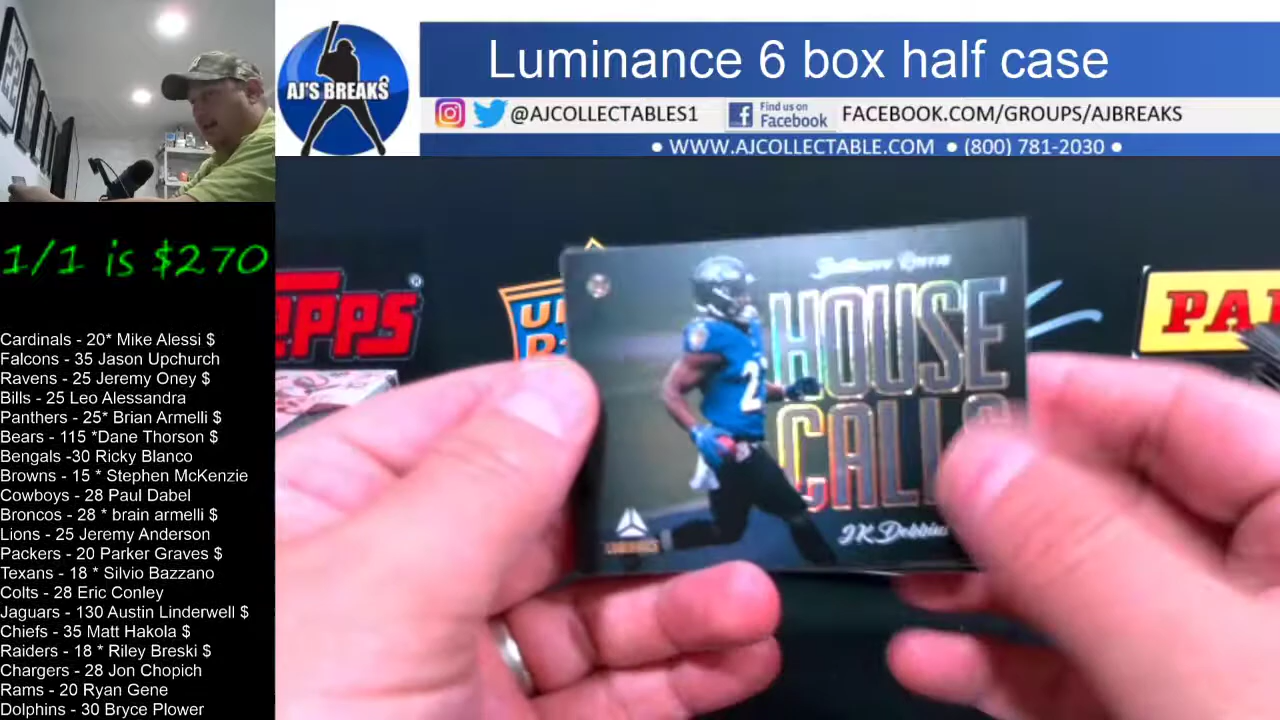 Luminance 6 box half case
AJ'S BREAKS
@AJCOLLECTABLES1
Find us on
Facebook
FACEBOOK.COM/GROUPS/AJBREAKS
• WWW.AJCOLLECTABLE.COM • (800) 781-2030 •
1/1 is $270
Cardinals - 20* Mike Alessi $
Falcons - 35 Jason Upchurch
Ravens - 25 Jeremy Oney $
Bills - 25 Leo Alessandra
Panthers - 25* Brian Armelli $
Bears - 115 *Dane Thorson $
Bengals -30 Ricky Blanco
Browns - 15 * Stephen McKenzie
Cowboys - 28 Paul Dabel
Broncos - 28 * brain armelli $
Lions - 25 Jeremy Anderson
Packers - 20 Parker Graves $
Texans - 18 * Silvio Bazzano
Colts - 28 Eric Conley
Jaguars - 130 Austin Linderwell $
Chiefs - 35 Matt Hakola $
Raiders - 18 * Riley Breski $
Chargers - 28 Jon Chopich
Rams - 20 Ryan Gene
Dolphins - 30 Bryce Plower
HOUSE
CALLS